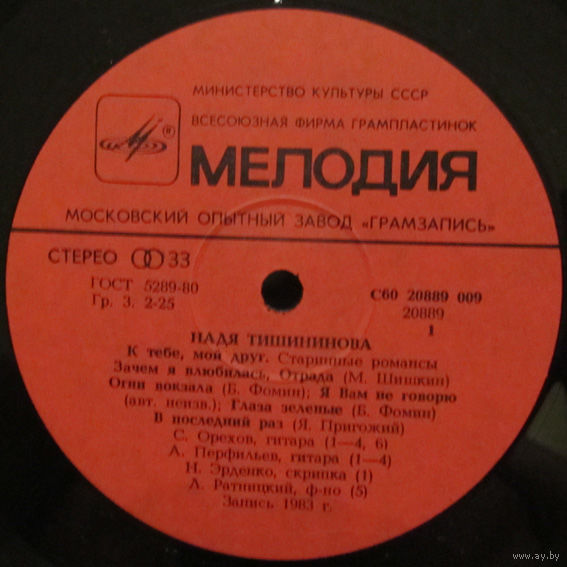 МИНИСТЕРСТВО КУЛЬТУРЫ СССР
ВСЕСОЮЗНАЯ ФИРМА ГРАМПЛАСТИНОК
®
МЕЛОДИЯ
МОСКОВСКИЙ ОПЫТНЫЙ ЗАВОД «ГРАМЗАПИСЬ»
СТЕРЕО 33
ГОСТ 5289-80
Гр. 3. 2-25
С60 20889 009
20889
1
НАДЯ ТИШИНИНОВА
К тебе, мой друг. Старинные романсы
Зачем я влюбилась, Отрада (М. Шишкин)
Огни вокзала (Б. Фомин); Я Вам не говорю
(авт. неизв.); Глаза зеленые (Б. Фомин)
В последний раз (Я. Пригожий)
С. Орехов, гитара (1—4, 6)
А. Перфильев, гитара (1—4)
Н. Эрденко, скрипка (1)
Л. Ратницкий, ф-но (5)
Запись 1983 г.
www.ay.by